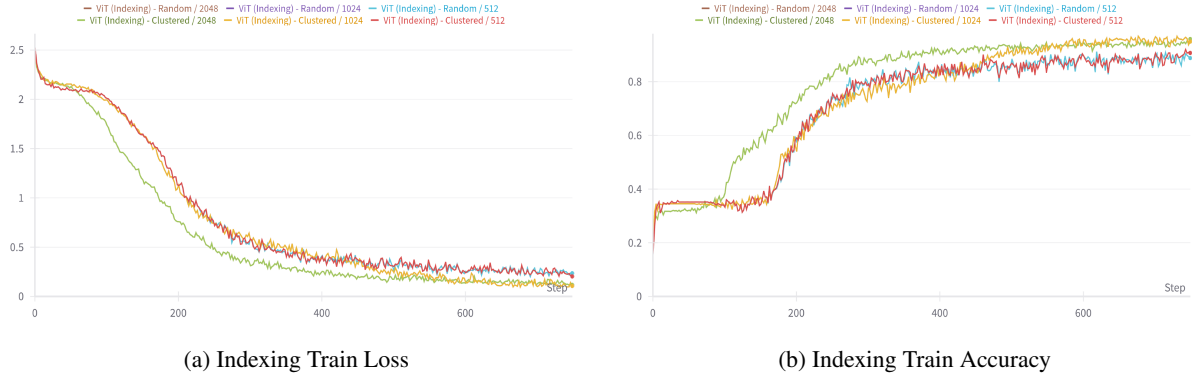 ViT (Indexing) - Random / 2048 ViT (Indexing) - Random / 1024 ViT (Indexing) - Random / 512
ViT (Indexing) - Clustered / 2048 ViT (Indexing) - Clustered / 1024 ViT (Indexing) - Clustered / 512
2.5
2
1.5
1
0.5
0
Step
0 200 400 600
(a) Indexing Train Loss
ViT (Indexing) - Random / 2048 ViT (Indexing) - Random / 1024 ViT (Indexing) - Random / 512
ViT (Indexing) - Clustered / 2048 ViT (Indexing) - Clustered / 1024 ViT (Indexing) - Clustered / 512
0.8
0.6
0.4
0.2
0
Step
0 200 400 600
(b) Indexing Train Accuracy